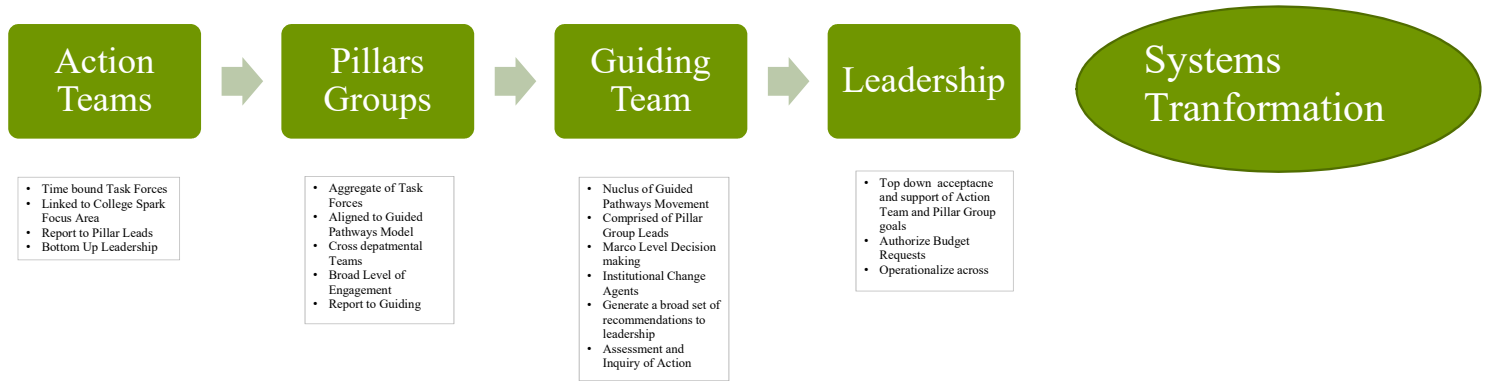 Action
Teams
Pillars
Groups
Guiding
Team
Leadership
Systems
Tranformation
• Time bound Task Forces
• Linked to College Spark
Focus Area
• Report to Pillar Leads
• Bottom Up Leadership
• Aggregate of Task
Forces
• Aligned to Guided
Pathways Model
• Cross depatmental
Teams
• Broad Level of
Engagement
• Report to Guiding
• Nuclus of Guided
Pathways Movement
• Comprised of Pillar
Group Leads
• Marco Level Decision
making
• Institutional Change
Agents
• Generate a broad set of
recommendations to
leadership
• Assessment and
Inquiry of Action
• Top down acceptacne
and support of Action
Team and Pillar Group
goals
• Authorize Budget
Requests
• Operationalize across